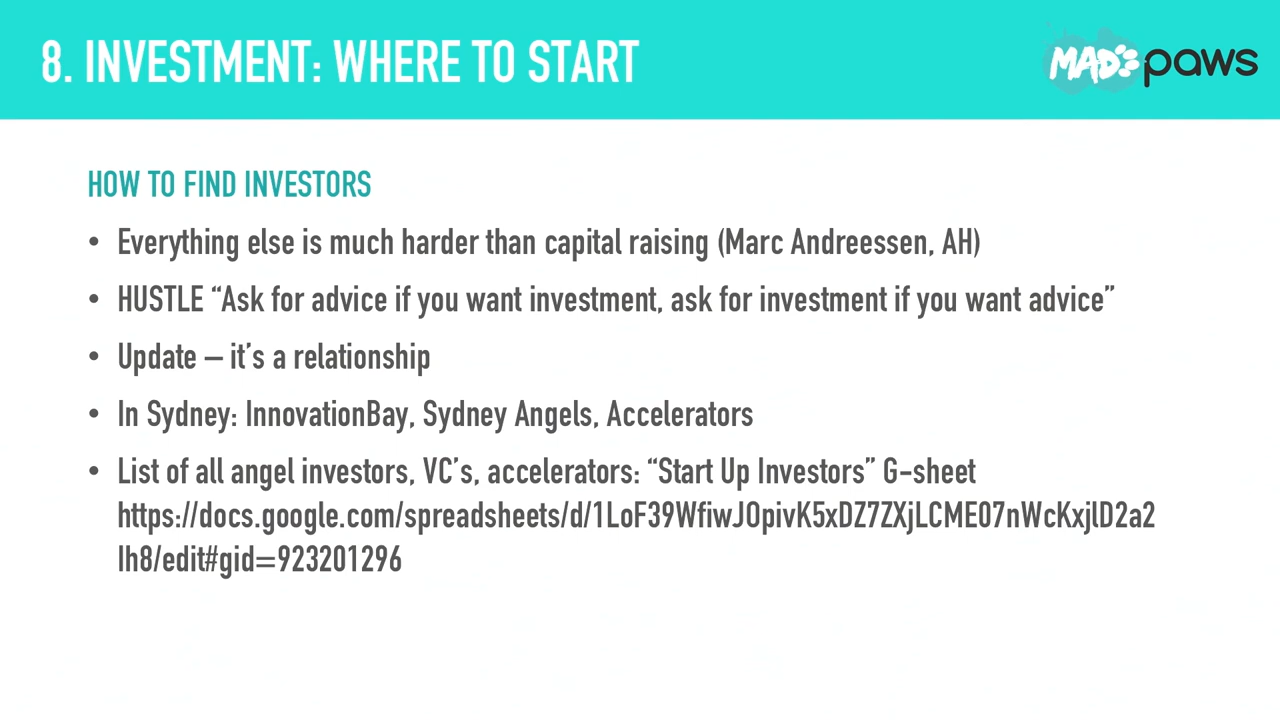 8. INVESTMENT: WHERE TO START
MAD paws
HOW TO FIND INVESTORS
• Everything else is much harder than capital raising (Marc Andreessen, AH)
• HUSTLE “Ask for advice if you want investment, ask for investment if you want advice”
• Update – it’s a relationship
• In Sydney: InnovationBay, Sydney Angels, Accelerators
• List of all angel investors, VC’s, accelerators: “Start Up Investors” G-sheet
https://docs.google.com/spreadsheets/d/1LoF39WfiwJOpivK5xDZ7ZXjLCME07nWcKxjlD2a2
lh8/edit#gid=923201296